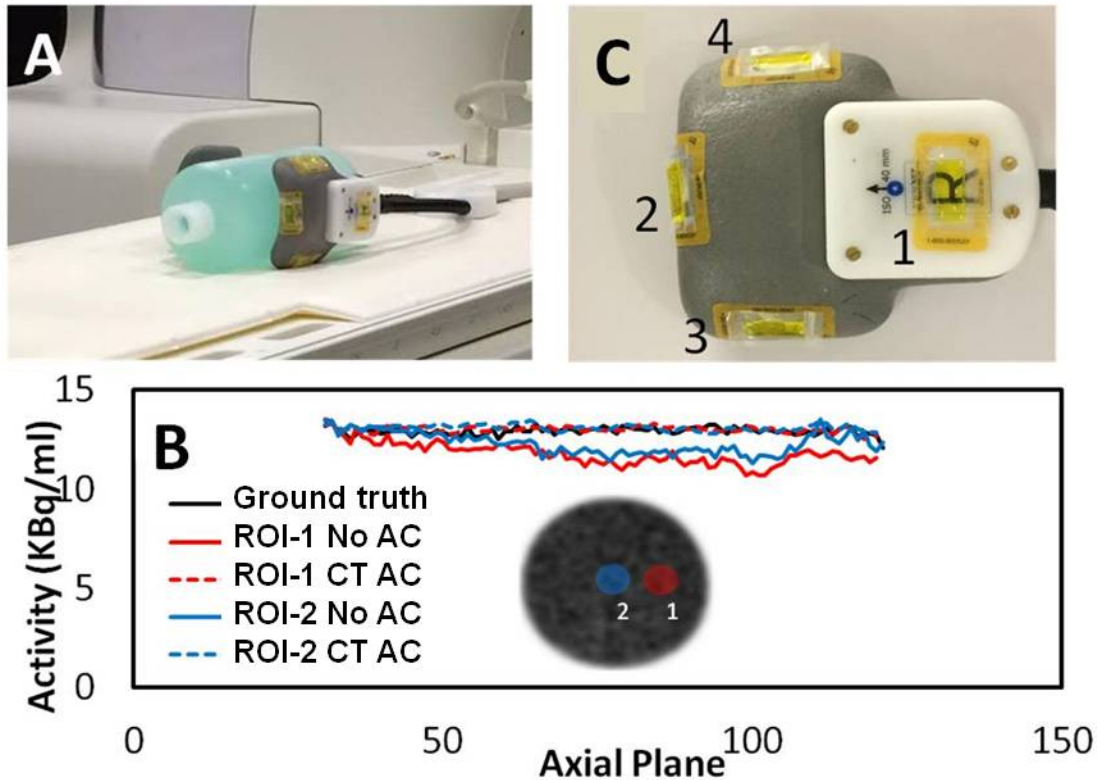 A
C
4
2
3
1
ISO 40 mm
R
15
10
5
0
Activity (KBq/ml)
B
Ground truth
ROI-1 No AC
ROI-1 CT AC
ROI-2 No AC
ROI-2 CT AC
2 1
0 50 100 150
Axial Plane